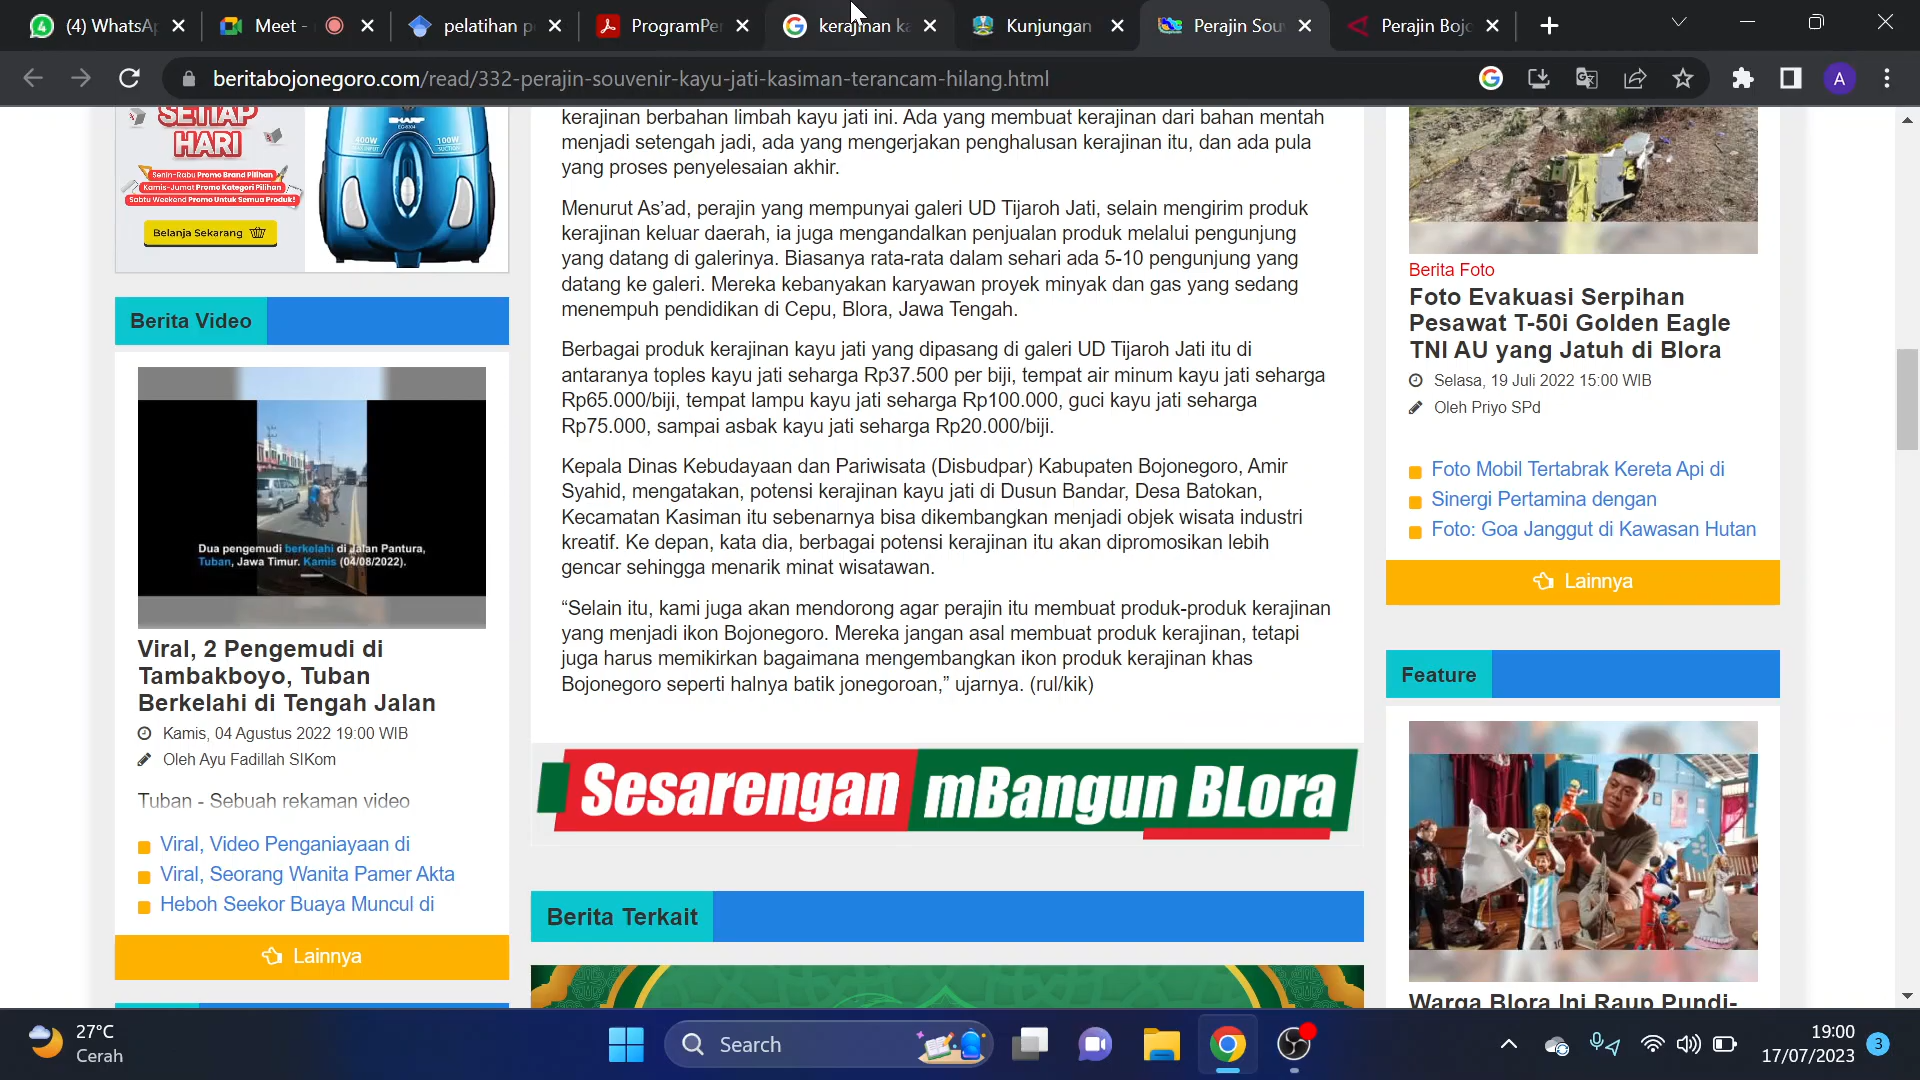 (4) WhatsA
Meet -
pelatihan p
ProgramPer
kerajinan ka
Kunjungan
Perajin Sou
Perajin Bojo
beritabojonegoro.com/read/332-perajin-souvenir-kayu-jati-kasiman-terancam-hilang.html
A
SETIAP
HARI
Senin-Rabu Promo Brand Pilihan
Kamis-Jumat Promo Kategori Pilihan
Sabtu Weekend Promo Untuk Semua Produk!
Belanja Sekarang
SHARP
400W
100W
Berita Video
Dua pengemudi berkelahi di Jalan Pantura,
Tuban, Jawa Timur. Kamis (04/08/2022).
Viral, 2 Pengemudi di
Tambakboyo, Tuban
Berkelahi di Tengah Jalan
Kamis, 04 Agustus 2022 19:00 WIB
Oleh Ayu Fadillah SIKom
Tuban - Sebuah rekaman video
Viral, Video Penganiayaan di
Viral, Seorang Wanita Pamer Akta
Heboh Seekor Buaya Muncul di
Lainnya
kerajinan berbahan limbah kayu jati ini. Ada yang membuat kerajinan dari bahan mentah
menjadi setengah jadi, ada yang mengerjakan penghalusan kerajinan itu, dan ada pula
yang proses penyelesaian akhir.
Menurut As’ad, perajin yang mempunyai galeri UD Tijaroh Jati, selain mengirim produk
kerajinan keluar daerah, ia juga mengandalkan penjualan produk melalui pengunjung
yang datang di galerinya. Biasanya rata-rata dalam sehari ada 5-10 pengunjung yang
datang ke galeri. Mereka kebanyakan karyawan proyek minyak dan gas yang sedang
menempuh pendidikan di Cepu, Blora, Jawa Tengah.
Berbagai produk kerajinan kayu jati yang dipasang di galeri UD Tijaroh Jati itu di
antaranya toples kayu jati seharga Rp37.500 per biji, tempat air minum kayu jati seharga
Rp65.000/biji, tempat lampu kayu jati seharga Rp100.000, guci kayu jati seharga
Rp75.000, sampai asbak kayu jati seharga Rp20.000/biji.
Kepala Dinas Kebudayaan dan Pariwisata (Disbudpar) Kabupaten Bojonegoro, Amir
Syahid, mengatakan, potensi kerajinan kayu jati di Dusun Bandar, Desa Batokan,
Kecamatan Kasiman itu sebenarnya bisa dikembangkan menjadi objek wisata industri
kreatif. Ke depan, kata dia, berbagai potensi kerajinan itu akan dipromosikan lebih
gencar sehingga menarik minat wisatawan.
“Selain itu, kami juga akan mendorong agar perajin itu membuat produk-produk kerajinan
yang menjadi ikon Bojonegoro. Mereka jangan asal membuat produk kerajinan, tetapi
juga harus memikirkan bagaimana mengembangkan ikon produk kerajinan khas
Bojonegoro seperti halnya batik jonegoroan,” ujarnya. (rul/kik)
Sesarengan mBangun BLora
Berita Terkait
Berita Foto
Foto Evakuasi Serpihan
Pesawat T-50i Golden Eagle
TNI AU yang Jatuh di Blora
Selasa, 19 Juli 2022 15:00 WIB
Oleh Priyo SPd
Foto Mobil Tertabrak Kereta Api di
Sinergi Pertamina dengan
Foto: Goa Janggut di Kawasan Hutan
Lainnya
Feature
Warga Blora Ini Raup Pundi-
27°C
Cerah
Search
19:00
17/07/2023
3